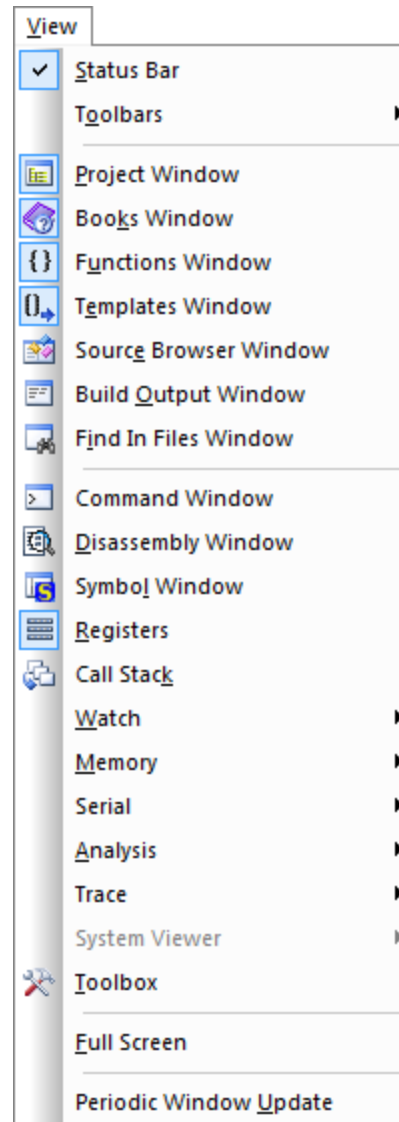 View
Status Bar
Toolbars
Project Window
Books Window
Functions Window
Templates Window
Source Browser Window
Build Output Window
Find In Files Window
Command Window
Disassembly Window
Symbol Window
Registers
Call Stack
Watch
Memory
Serial
Analysis
Trace
System Viewer
Toolbox
Full Screen
Periodic Window Update